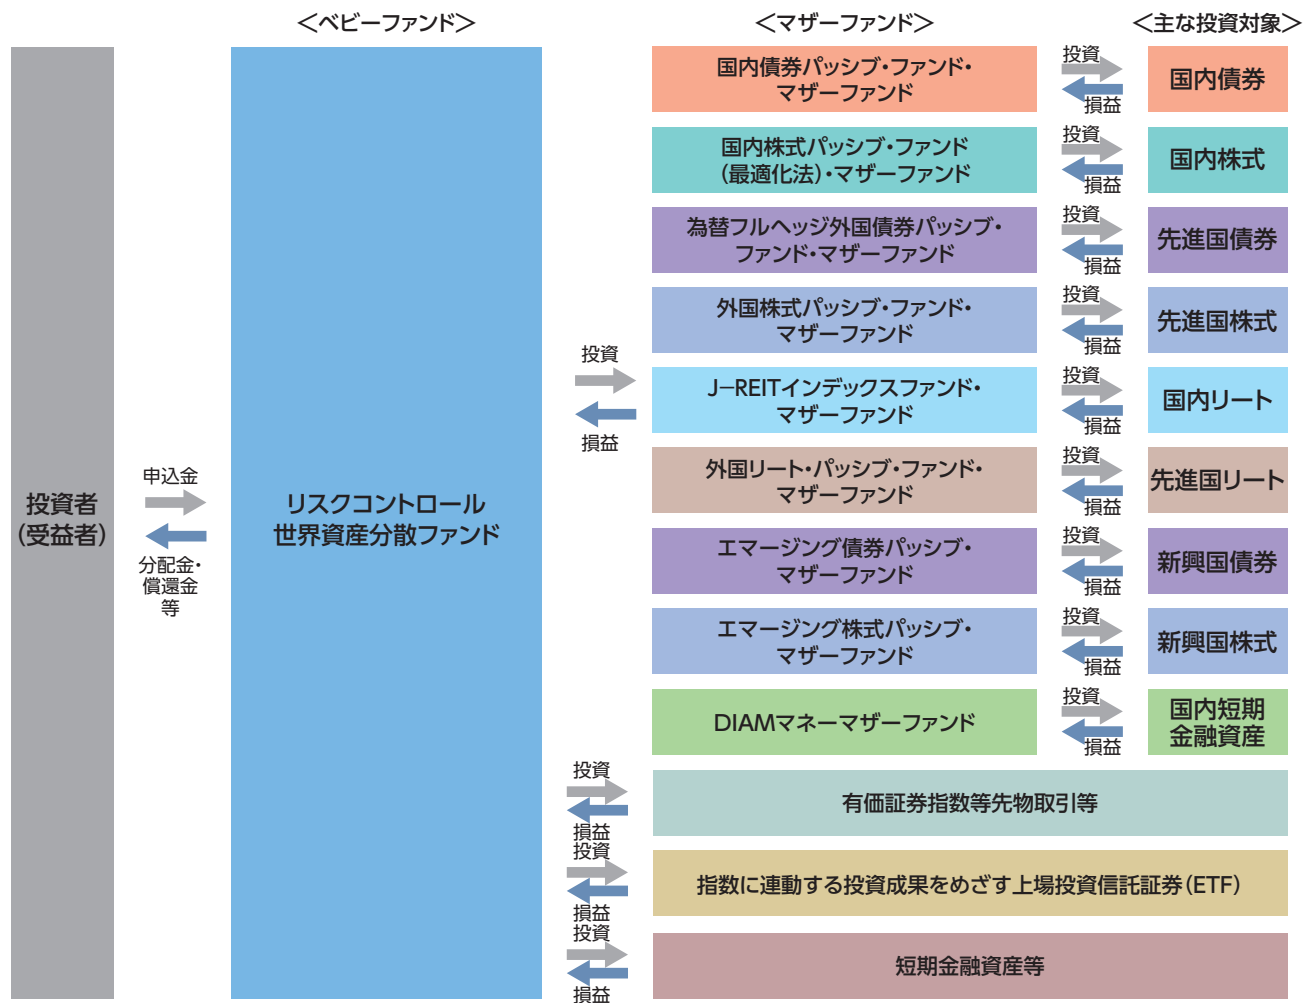 ＜ベビーファンド＞
＜マザーファンド＞
＜主な投資対象＞
投資者
(受益者)
申込金
分配金・
償還金
等
リスクコントロール
世界資産分散ファンド
投資
損益
国内債券パッシブ・ファンド・
マザーファンド
投資
損益
国内債券
国内株式パッシブ・ファンド
(最適化法)・マザーファンド
投資
損益
国内株式
為替フルヘッジ外国債券パッシブ・
ファンド・マザーファンド
投資
損益
先進国債券
外国株式パッシブ・ファンド・
マザーファンド
投資
損益
先進国株式
J−REITインデックスファンド・
マザーファンド
投資
損益
国内リート
外国リート・パッシブ・ファンド・
マザーファンド
投資
損益
先進国リート
エマージング債券パッシブ・
マザーファンド
投資
損益
新興国債券
エマージング株式パッシブ・
マザーファンド
投資
損益
新興国株式
DIAMマネーマザーファンド
投資
損益
国内短期
金融資産
投資
損益
有価証券指数等先物取引等
投資
損益
指数に連動する投資成果をめざす上場投資信託証券(ETF)
投資
損益
短期金融資産等